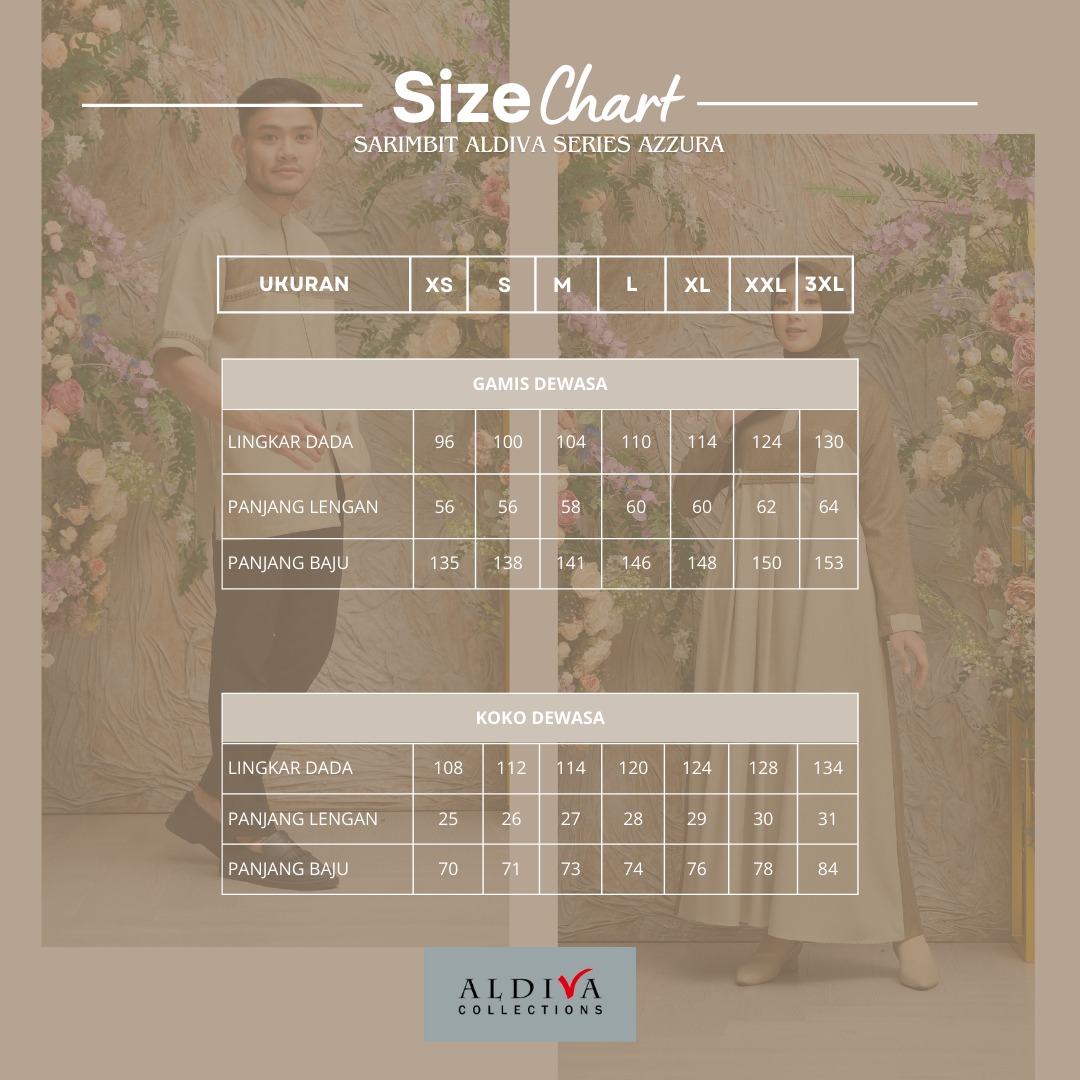 Size Chart
SARIMBIT ALDIVA SERIES AZZURA
UKURAN XS S M L XL XXL 3XL
GAMIS DEWASA
LINGKAR DADA 96 100 104 110 114 124 130
PANJANG LENGAN 56 56 58 60 60 62 64
PANJANG BAJU 135 138 141 146 148 150 153
KOKO DEWASA
LINGKAR DADA 108 112 114 120 124 128 134
PANJANG LENGAN 25 26 27 28 29 30 31
PANJANG BAJU 70 71 73 74 76 78 84
ALDIVA
COLLECTIONS